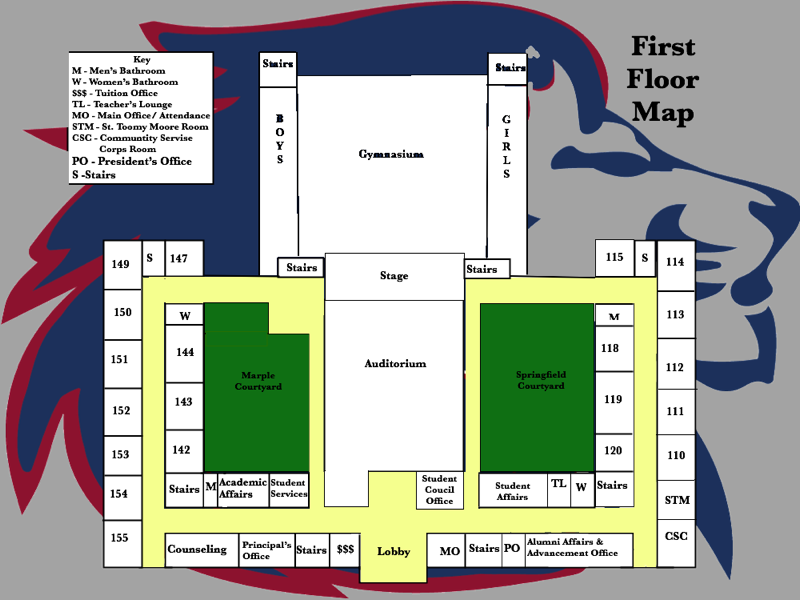 First
Floor
Map
Key
M - Men's Bathroom
W - Women's Bathroom
$$$ - Tuition Office
TL - Teacher's Lounge
MO - Main Office/ Attendance
STM - St. Toomy Moore Room
CSC - Communtity Servise
Corps Room
PO - President's Office
S -Stairs
Stairs
Stairs
BOYS
Gymnasium
GIRLS
149
S
147
Stairs
Stage
Stairs
115
S
114
150
W
M
113
151
144
Marple
Courtyard
Auditorium
Springfield
Courtyard
118
112
152
143
119
111
153
142
120
110
154
Stairs
M
Academic
Affairs
Student
Services
Student
Coucil
Office
Student
Affairs
TL
W
Stairs
STM
155
Counseling
Principal's
Office
Stairs
$$$
Lobby
MO
Stairs
PO
Alumni Affairs &
Advancement Office
CSC